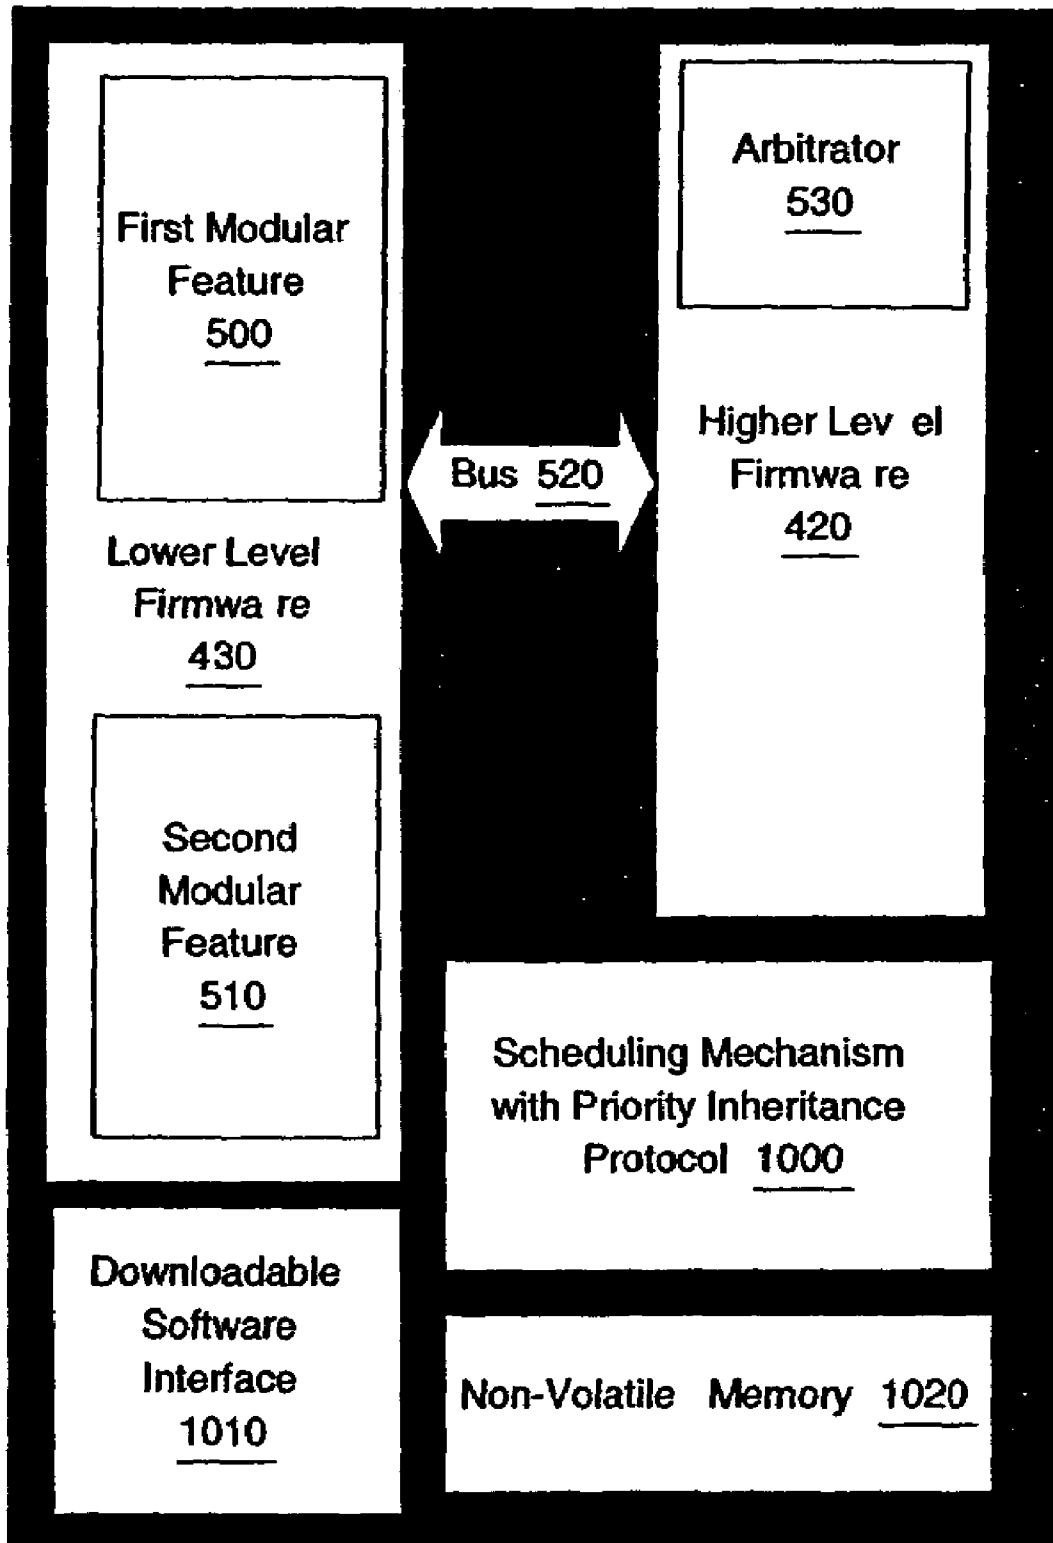 First Modular
Feature
500
Lower Level
Firmwa re
430
Second
Modular
Feature
510
Downloadable
Software
Interface
1010
Bus 520
Arbitrator
530
Higher Lev el
Firmwa re
420
Scheduling Mechanism
with Priority Inheritance
Protocol 1000
Non-Volatile Memory 1020